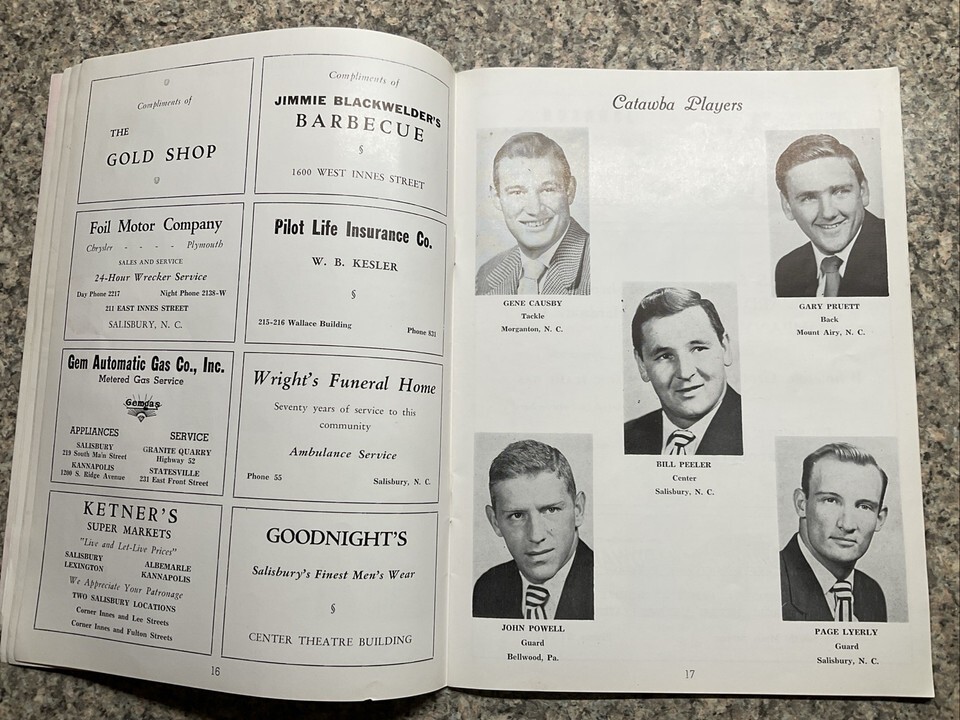 Compliments of
THE
GOLD SHOP
Compliments of
JIMMIE BLACKWELDER'S
BARBECUE
§
1600 WEST INNES STREET
Foil Motor Company
Chrysler - - - - Plymouth
SALES AND SERVICE
24-Hour Wrecker Service
Day Phone 2217 Night Phone 2138-W
211 EAST INNES STREET
SALISBURY, N. C.
Pilot Life Insurance Co.
W. B. KESLER
§
215-216 Wallace Building Phone 821
Gem Automatic Gas Co., Inc.
Metered Gas Service
Gemgas
APPLIANCES SERVICE
SALISBURY
219 South Main Street
KANNAPOLIS
1200 S. Ridge Avenue
GRANITE QUARRY
Highway 52
STATESVILLE
231 East Front Street
Wright's Funeral Home
Seventy years of service to this
community
Ambulance Service
Phone 55 Salisbury, N. C.
KETNER'S
SUPER MARKETS
"Live and Let-Live Prices"
SALISBURY ALBEMARLE
LEXINGTON KANNAPOLIS
We Appreciate Your Patronage
TWO SALISBURY LOCATIONS
Corner Innes and Lee Streets
Corner Innes and Fulton Streets
GOODNIGHT'S
Salisbury's Finest Men's Wear
§
CENTER THEATRE BUILDING
16
Catawba Players
GENE CAUSBY
Tackle
Morganton, N. C.
GARY PRUETT
Back
Mount Airy, N. C.
BILL PEELER
Center
Salisbury, N. C.
JOHN POWELL
Guard
Bellwood, Pa.
PAGE LYERLY
Guard
Salisbury, N. C.
17